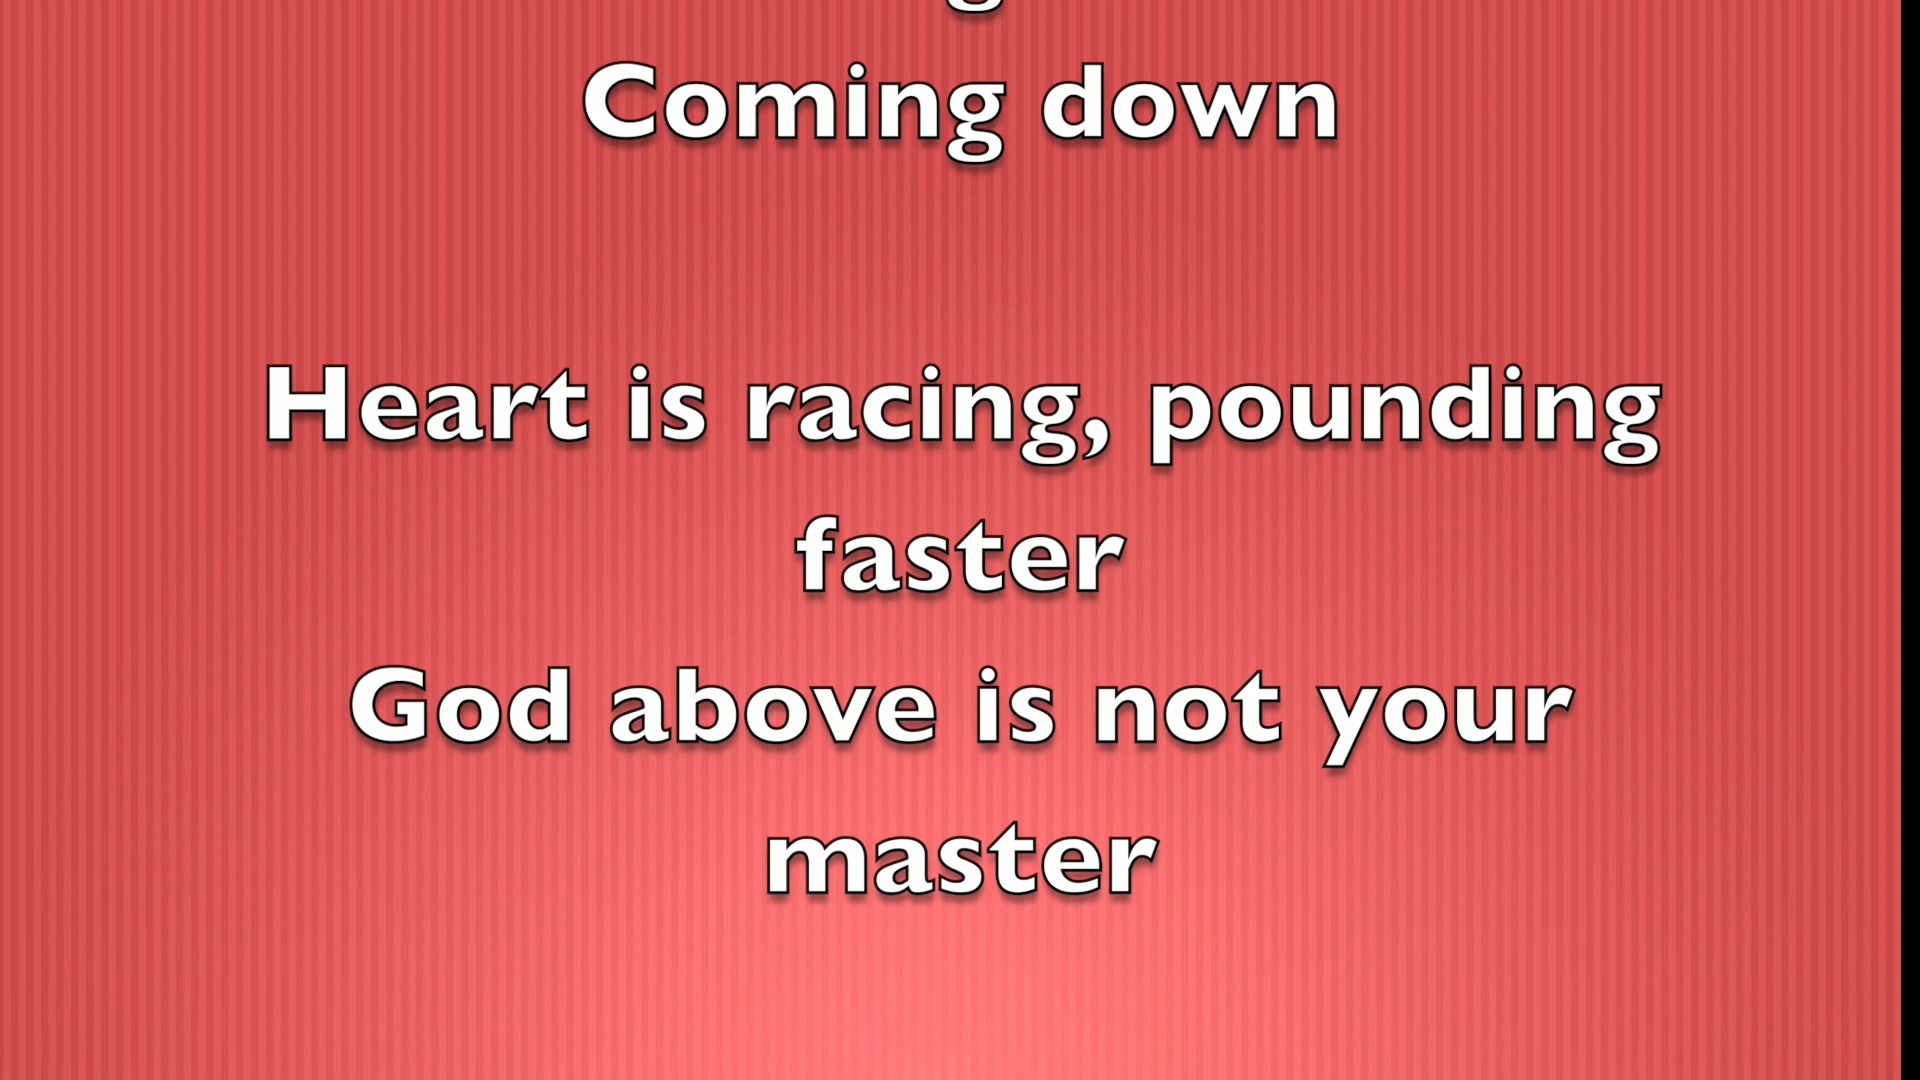 Coming down
Heart is racing, pounding
faster
God above is not your
master